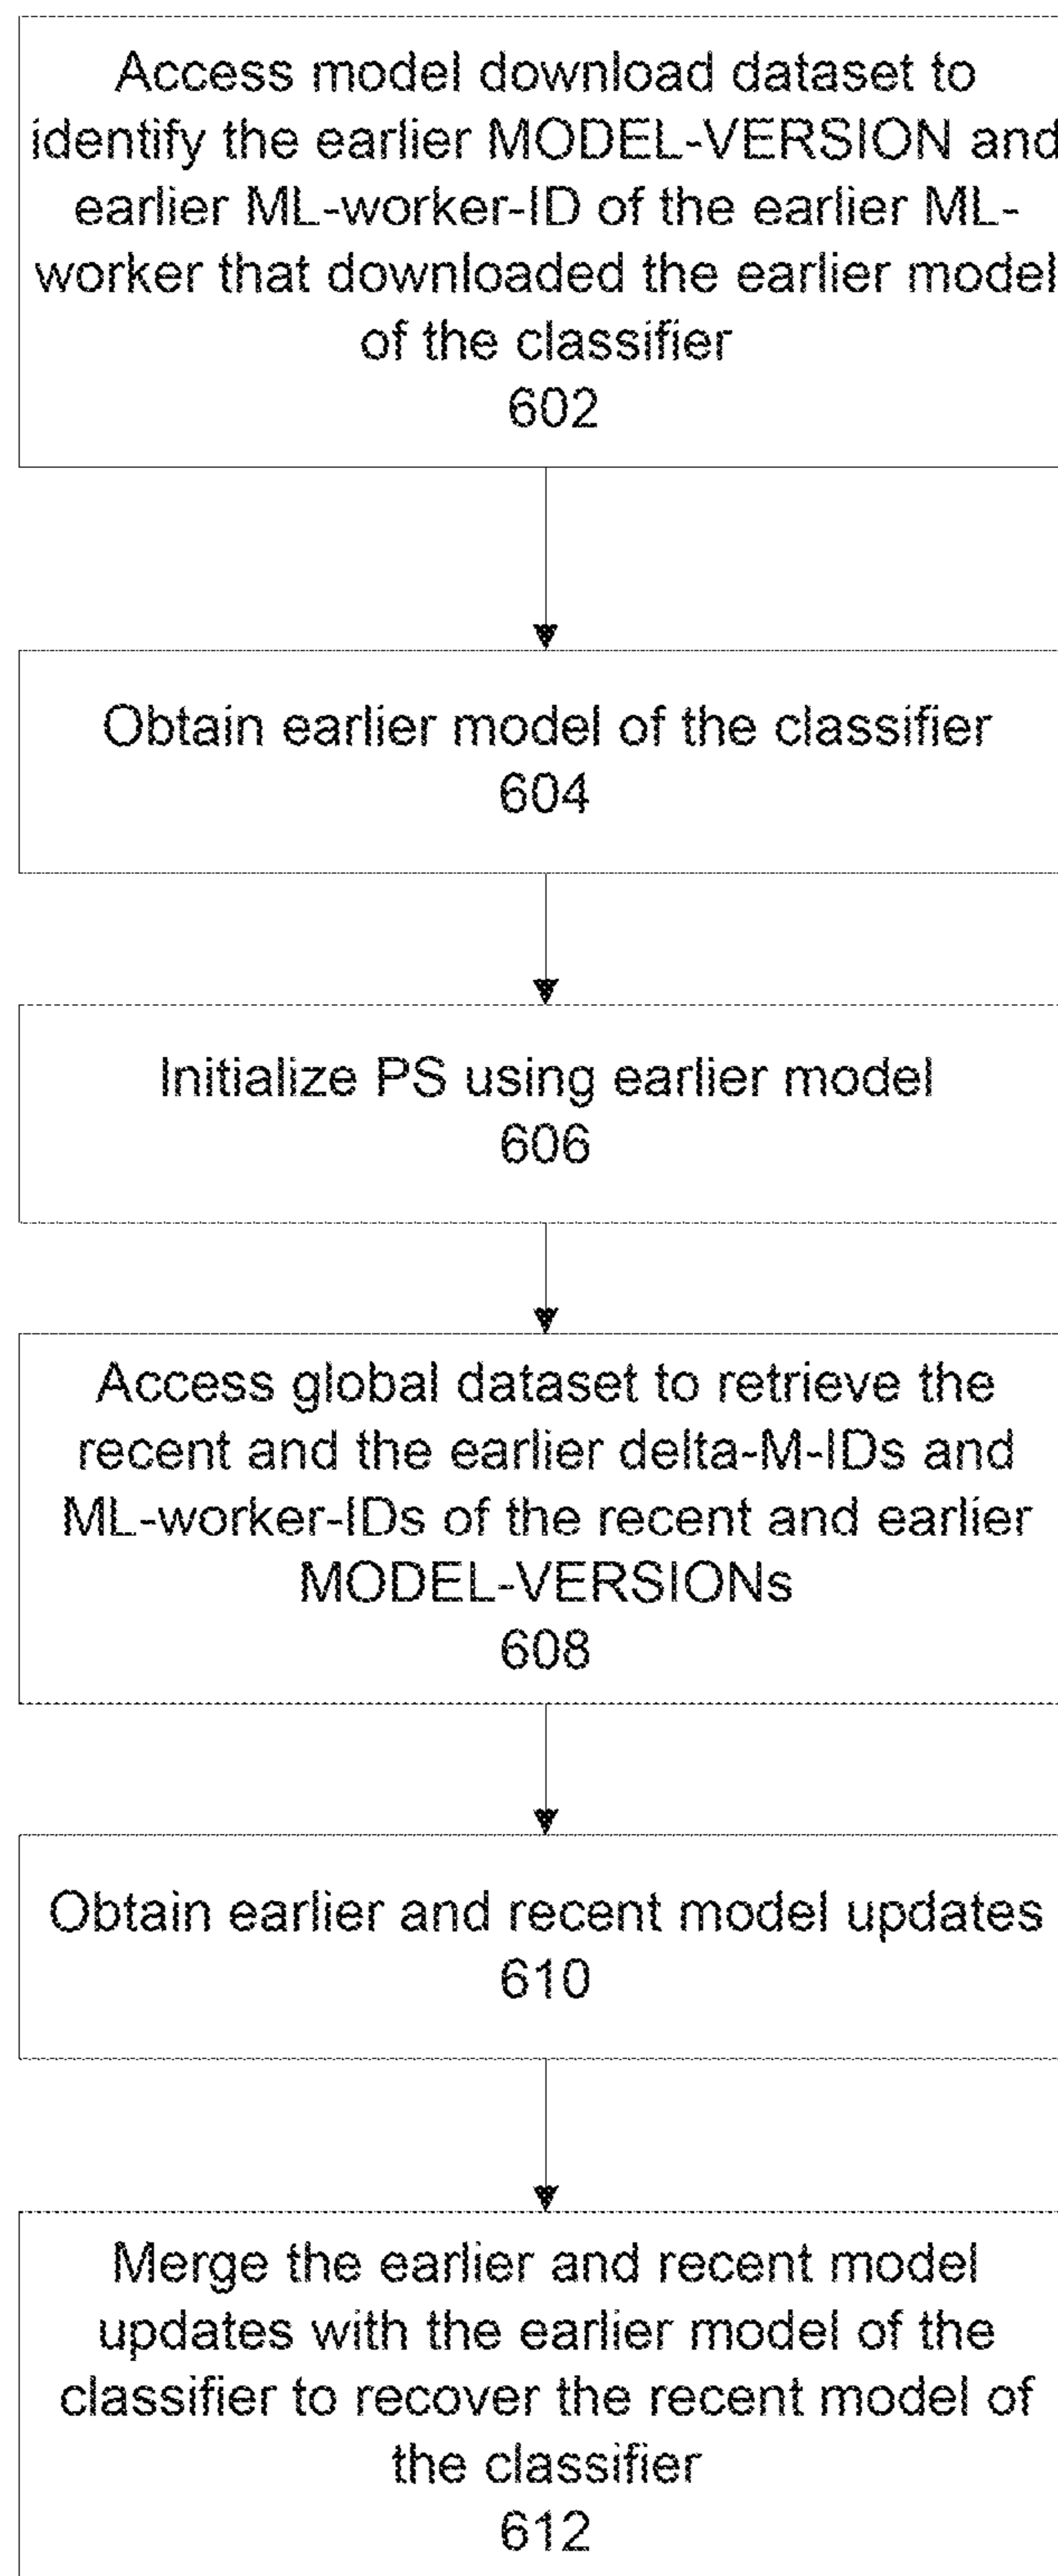 Access model download dataset to
identify the earlier MODEL-VERSION and
earlier ML-worker-ID of the earlier ML-
worker that downloaded the earlier model
of the classifier
602
Obtain earlier model of the classifier
604
Initialize PS using earlier model
606
Access global dataset to retrieve the
recent and the earlier delta-M-IDs and
ML-worker-IDs of the recent and earlier
MODEL-VERSIONs
608
Obtain earlier and recent model updates
610
Merge the earlier and recent model
updates with the earlier model of the
classifier to recover the recent model of
the classifier
612